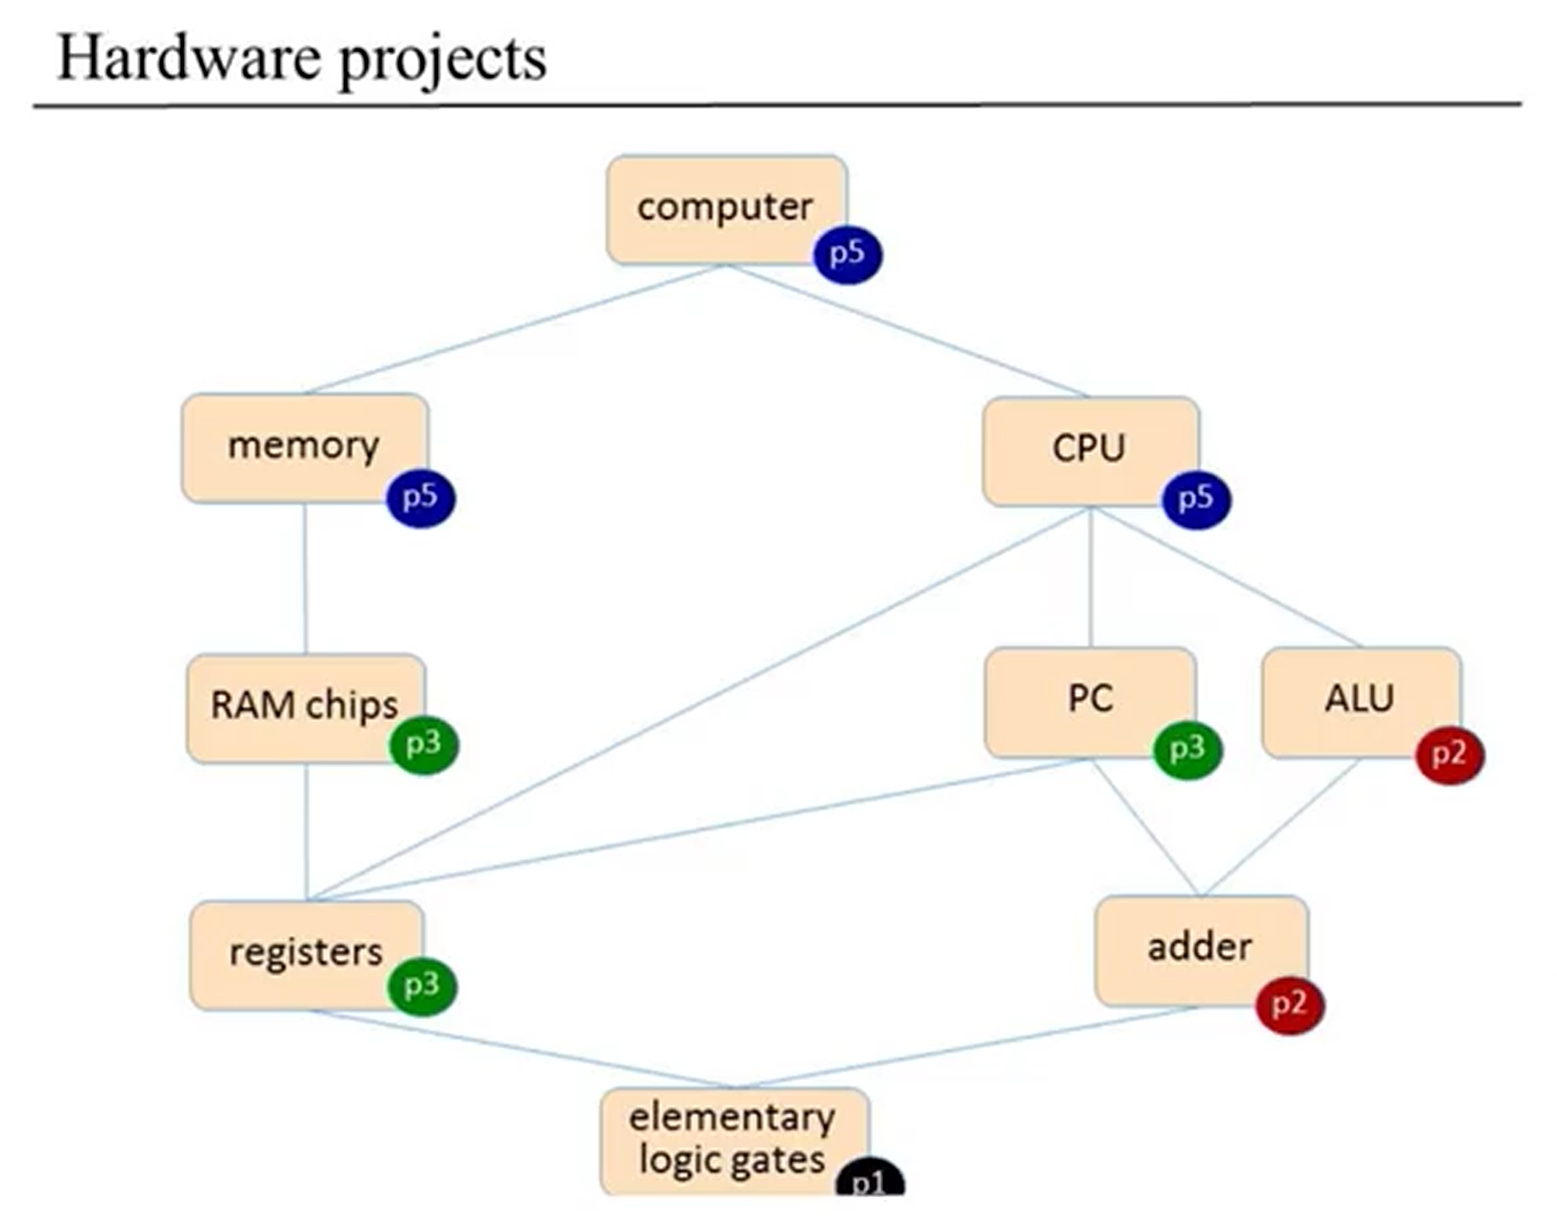 Hardware projects
computer
p5
memory
p5
CPU
p5
RAM chips
p3
PC
p3
ALU
p2
registers
p3
adder
p2
elementary
logic gates
p1